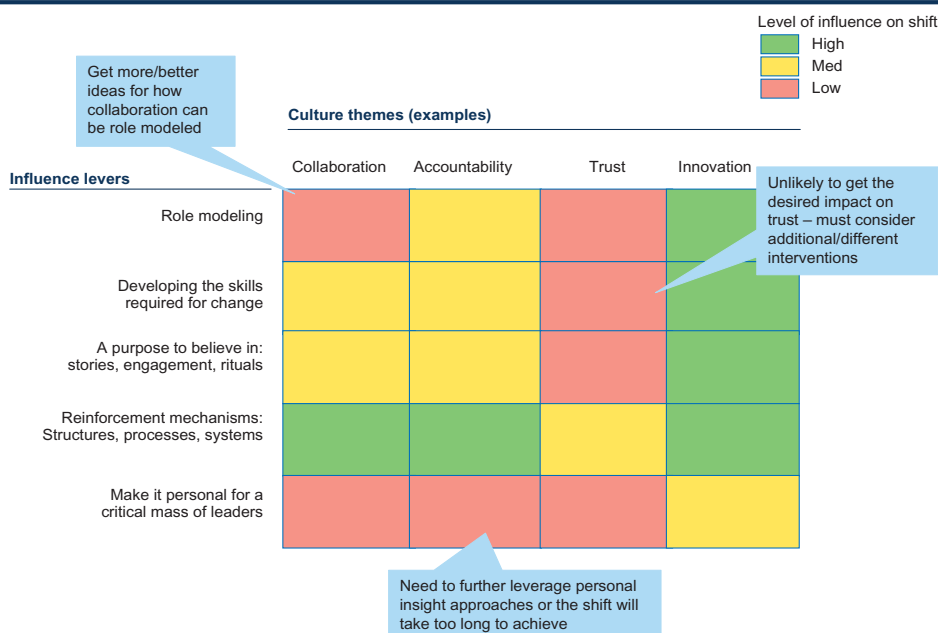 Level of influence on shift
High
Med
Low
Get more/better
ideas for how
collaboration can
be role modeled
Culture themes (examples)
Influence levers
Collaboration
Accountability
Trust
Innovation
Unlikely to get the
desired impact on
trust – must consider
additional/different
interventions
Role modeling
Developing the skills
required for change
A purpose to believe in:
stories, engagement, rituals
Reinforcement mechanisms:
Structures, processes, systems
Make it personal for a
critical mass of leaders
Need to further leverage personal
insight approaches or the shift will
take too long to achieve